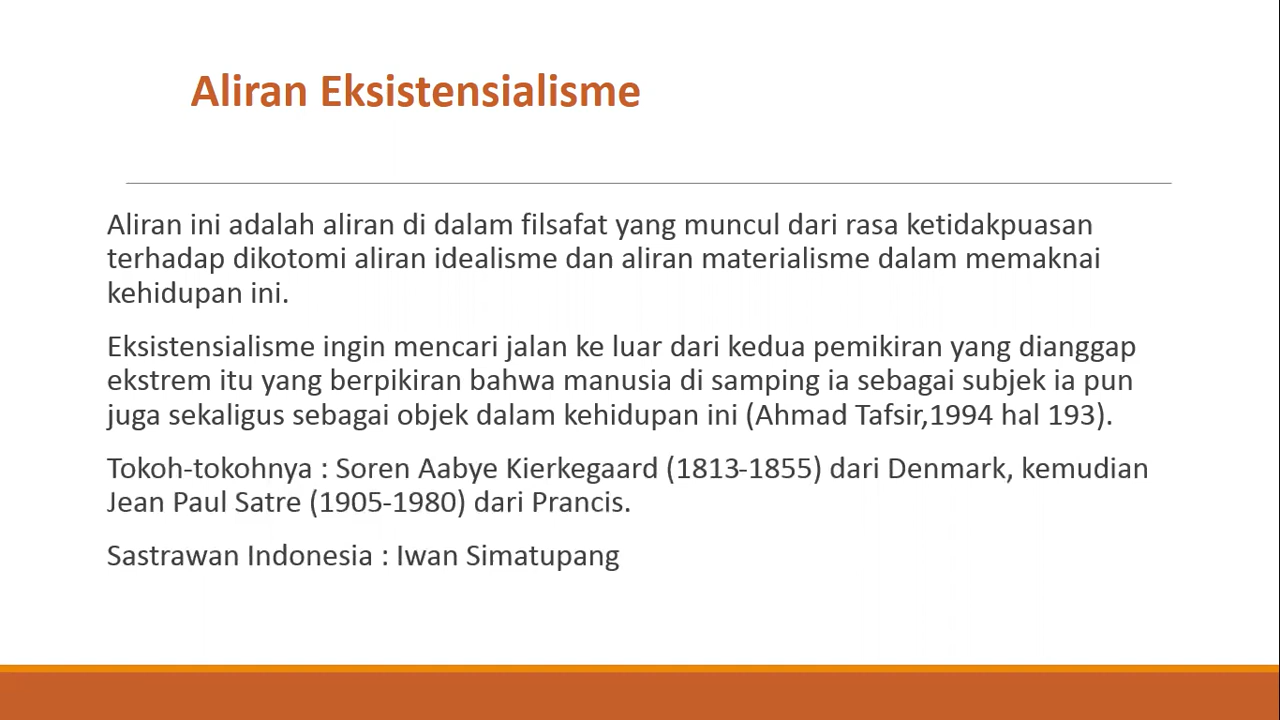 Aliran Eksistensialisme
Aliran ini adalah aliran di dalam filsafat yang muncul dari rasa ketidakpuasan
terhadap dikotomi aliran idealisme dan aliran materialisme dalam memaknai
kehidupan ini.
Eksistensialisme ingin mencari jalan ke luar dari kedua pemikiran yang dianggap
ekstrem itu yang berpikiran bahwa manusia di samping ia sebagai subjek ia pun
juga sekaligus sebagai objek dalam kehidupan ini (Ahmad Tafsir,1994 hal 193).
Tokoh-tokohnya : Soren Aabye Kierkegaard (1813-1855) dari Denmark, kemudian
Jean Paul Satre (1905-1980) dari Prancis.
Sastrawan Indonesia : Iwan Simatupang